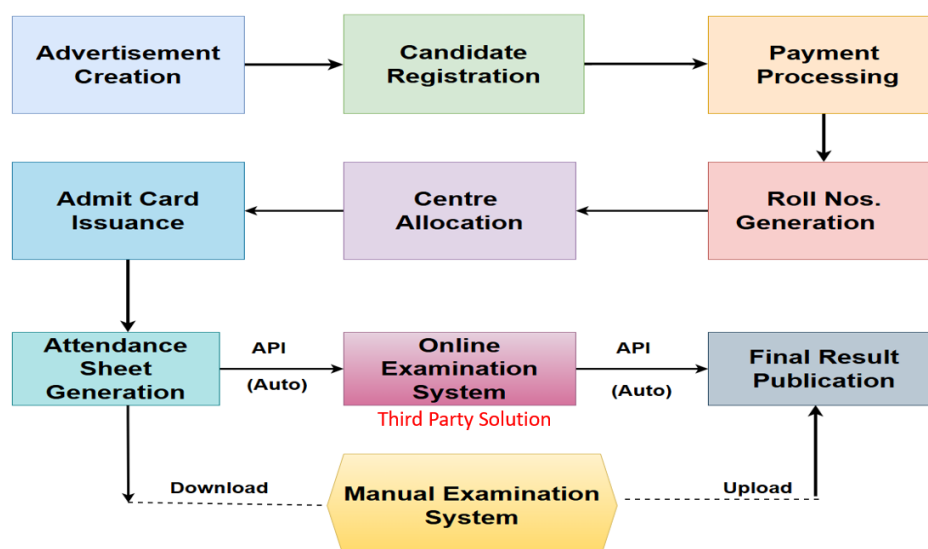 Advertisement
Creation
Candidate
Registration
Payment
Processing
Admit Card
Issuance
Centre
Allocation
Roll Nos.
Generation
Attendance
Sheet
Generation
API
(Auto)
Online
Examination
System
Third Party Solution
API
(Auto)
Final Result
Publication
Download
Manual Examination
System
Upload